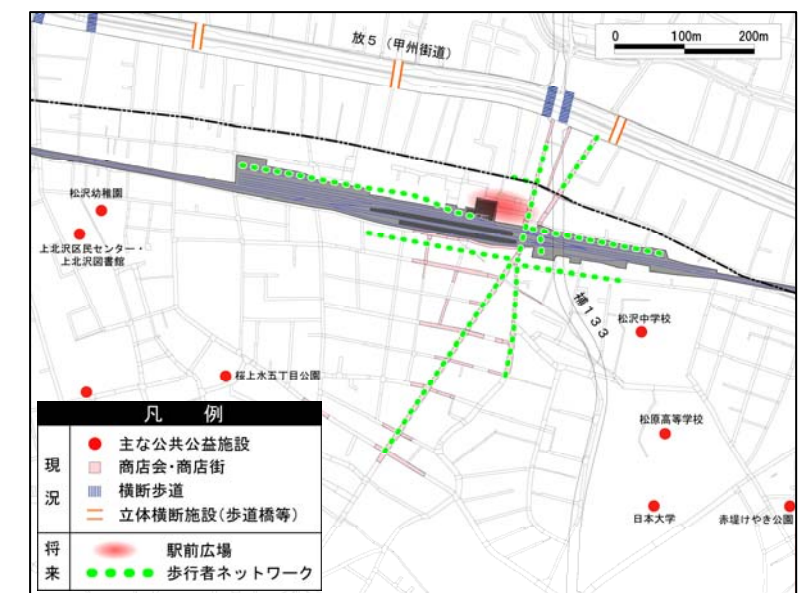 放5（甲州街道）
0 100m 200m
松沢幼稚園
上北沢区民センター・
上北沢図書館
補133
松沢中学校
桜上水五丁目公園
松原高等学校
日本大学
赤堤けやき公園
凡 例
現況
主な公共公益施設
商店会・商店街
横断歩道
立体横断施設（歩道橋等）
将来
駅前広場
歩行者ネットワーク